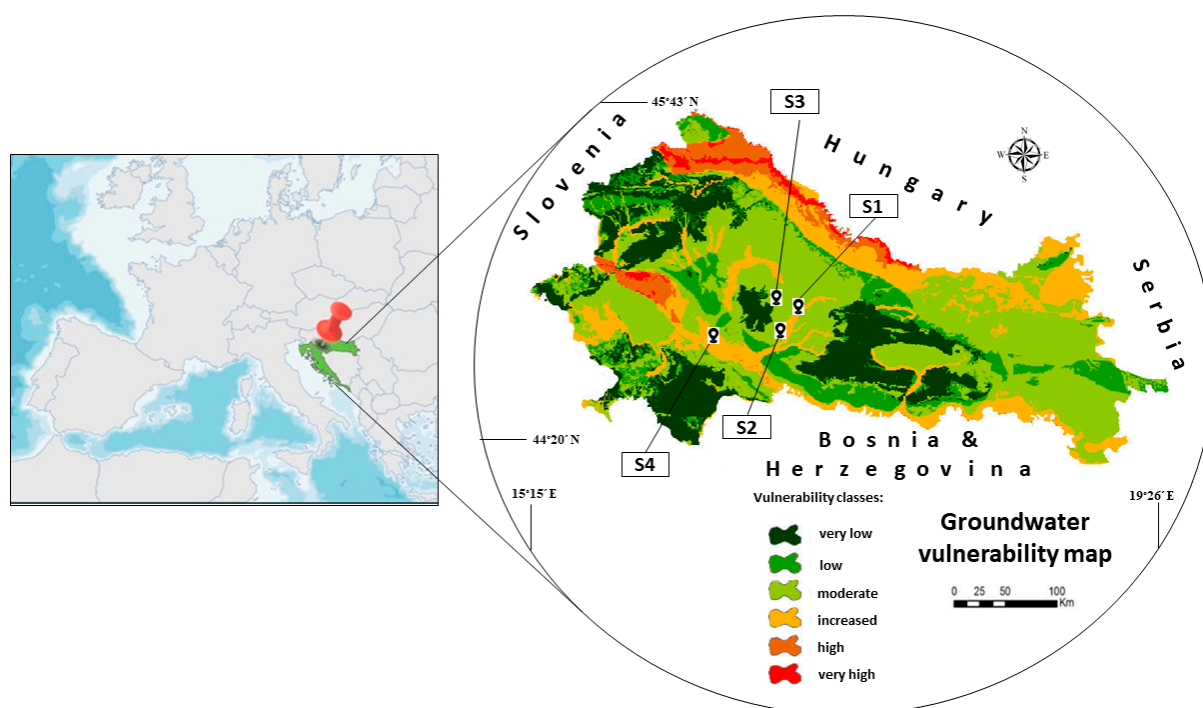 45°43´ N
S3
Slovenia
Hungary
N
W E
S
S1
Serbia
S2
44°20´ N
S4
Bosnia &
Herzegovina
15°15´ E
19°26´ E
Vulnerability classes:
very low
low
moderate
increased
high
very high
Groundwater
vulnerability map
0 25 50 100
Km